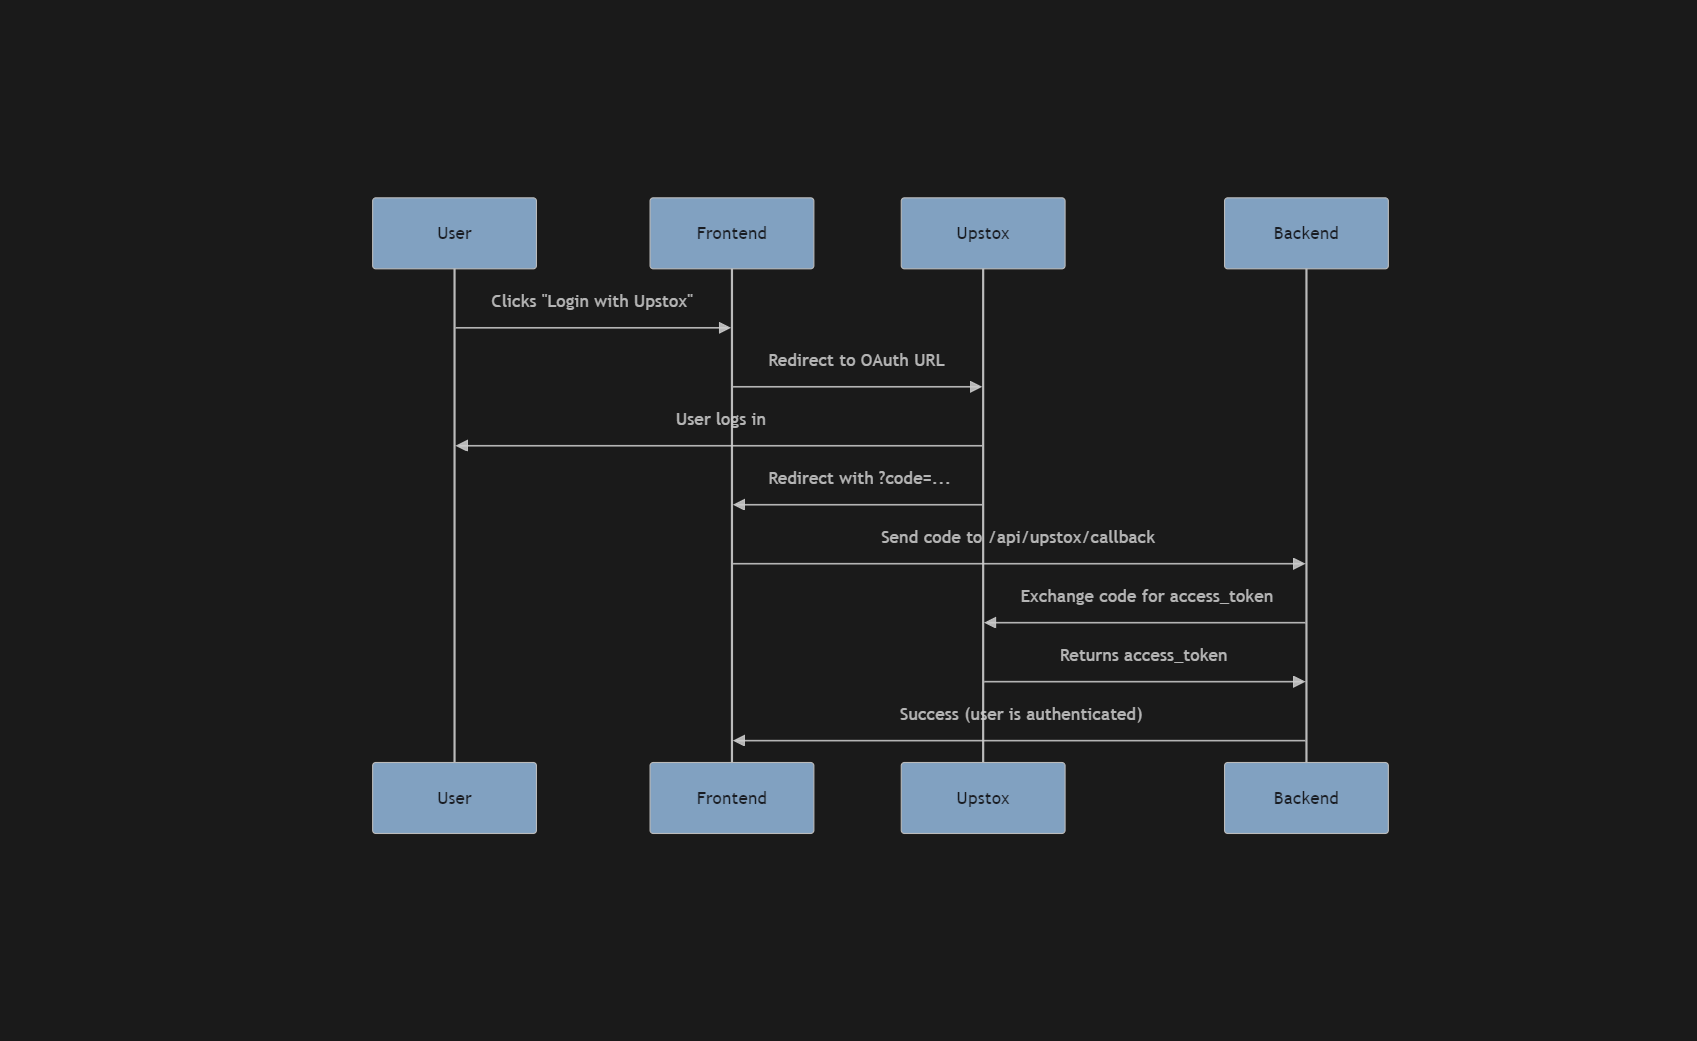 User
Frontend
Upstox
Backend
Clicks "Login with Upstox"
Redirect to OAuth URL
User logs in
Redirect with ?code=...
Send code to /api/upstox/callback
Exchange code for access_token
Returns access_token
Success (user is authenticated)
User
Frontend
Upstox
Backend